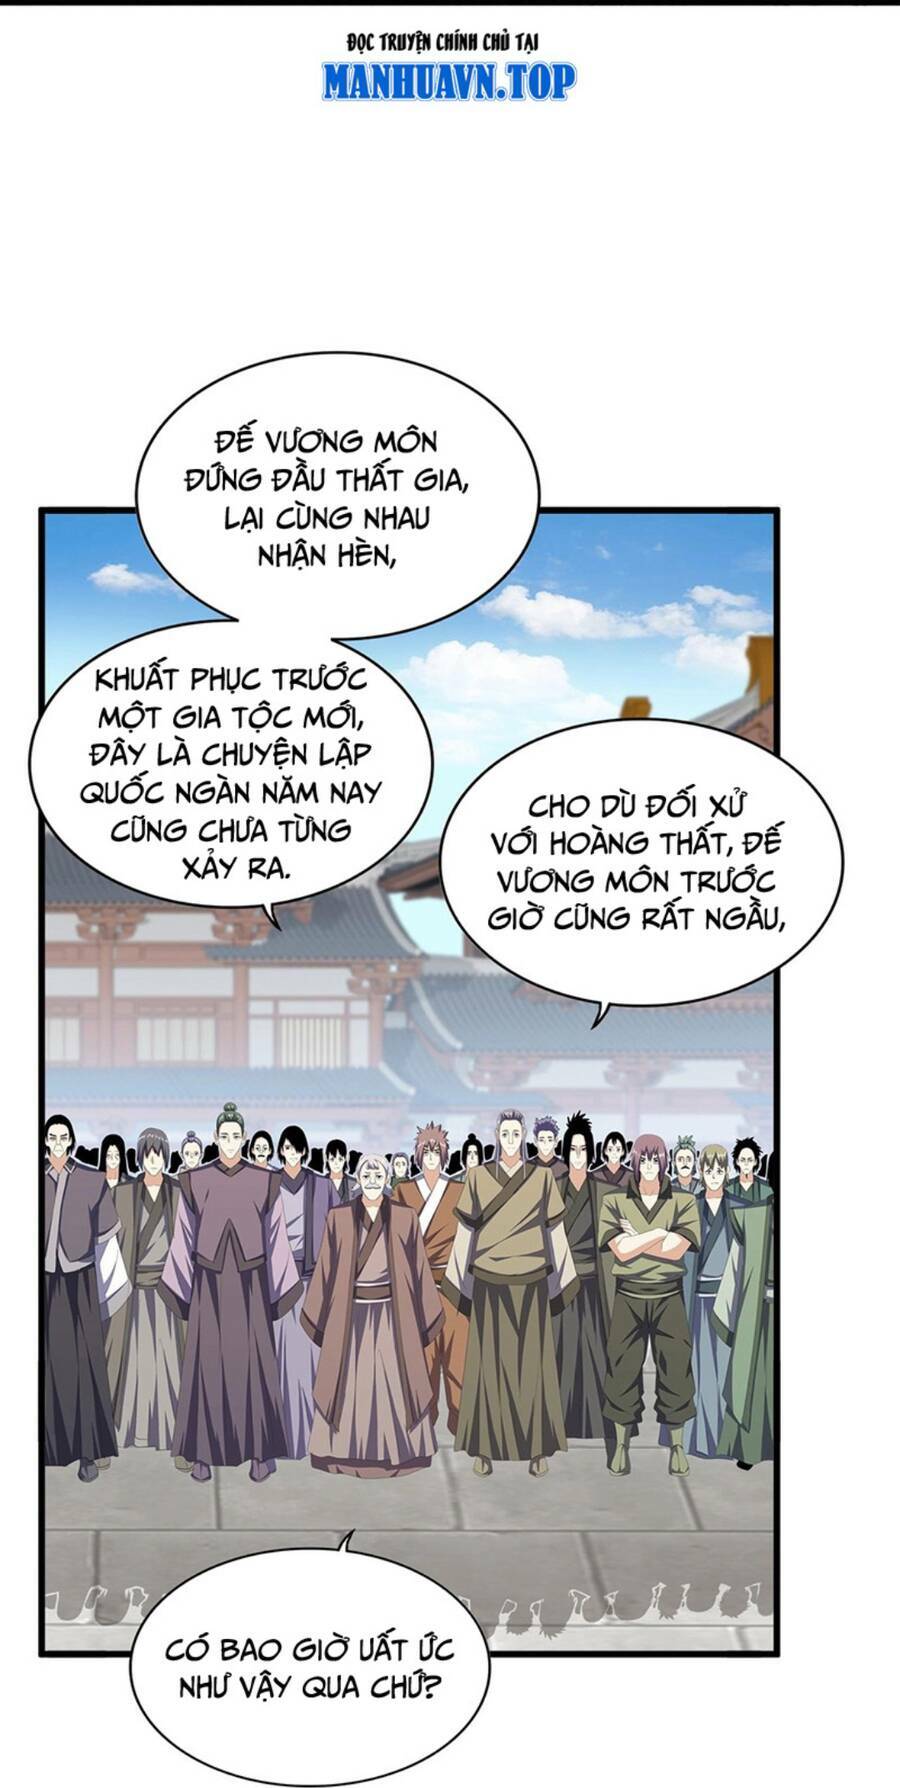 ĐỌC TRUYỆN CHÍNH CHỦ TẠI
MANHUAVN.TOP
ĐẾ VƯƠNG MÔN
ĐỨNG ĐẦU THẤT GIA,
LẠI CÙNG NHAU
NHẬN HÈN,
KHUẤT PHỤC TRƯỚC
MỘT GIA TỘC MỚI,
ĐÂY LÀ CHUYỆN LẬP
QUỐC NGÀN NĂM NAY
CŨNG CHƯA TỪNG
XẢY RA.
CHO DÙ ĐỐI XỬ
VỚI HOÀNG THẤT, ĐẾ
VƯƠNG MÔN TRƯỚC
GIỜ CŨNG RẤT NGẦU,
CÓ BAO GIỜ UẤT ỨC
NHƯ VẬY QUA CHỨ?